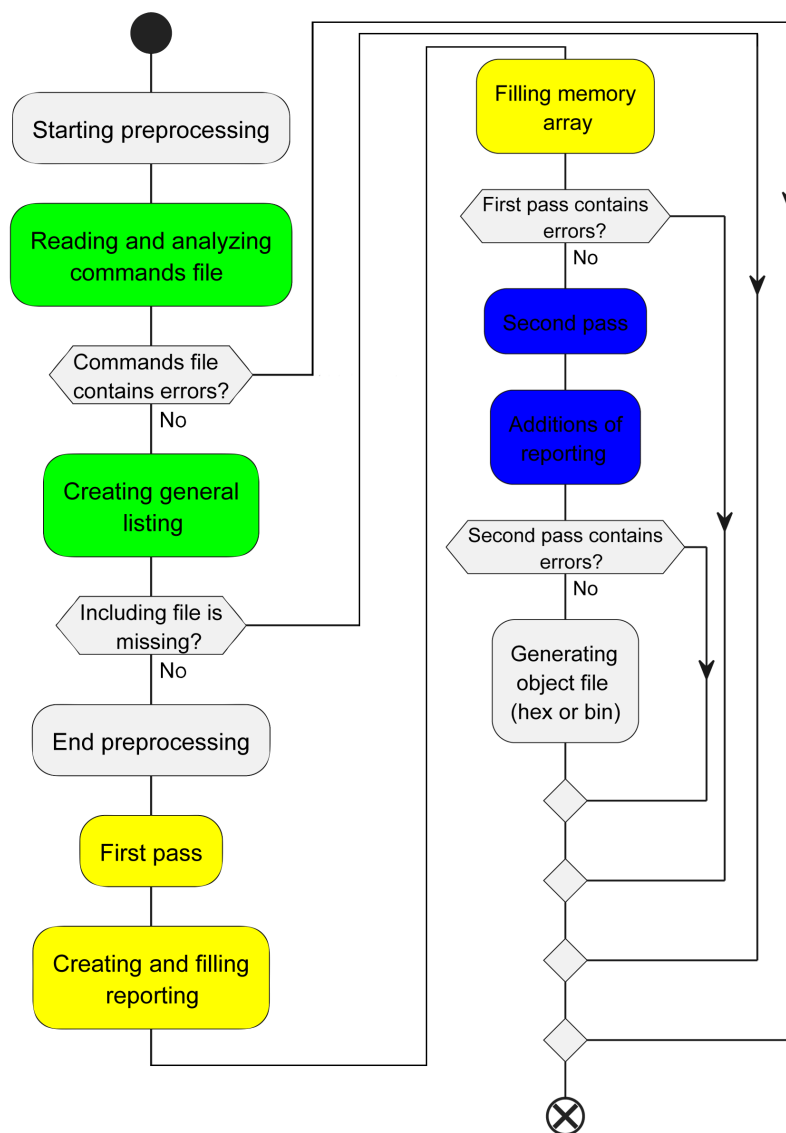 Starting preprocessing
Reading and analyzing
commands file
Commands file
contains errors?
No
Creating general
listing
Including file is
missing?
No
End preprocessing
First pass
Creating and filling
reporting
Filling memory
array
First pass contains
errors?
No
Second pass
Additions of
reporting
Second pass contains
errors?
No
Generating
object file
(hex or bin)